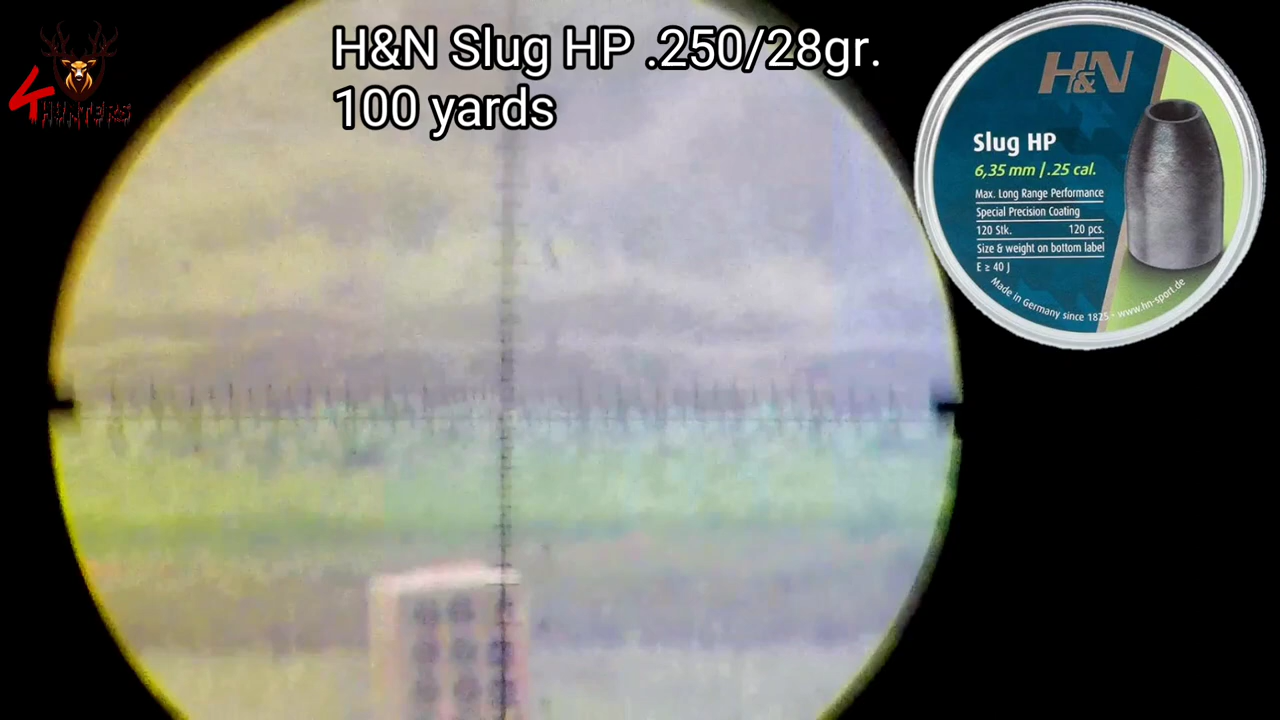 4HUNTERS
H&N Slug HP .250/28gr.
100 yards
H&N
Slug HP
6,35 mm | .25 cal.
Max. Long Range Performance
Special Precision Coating
120 Stk. 120 pcs.
Size & weight on bottom label
E ≥ 40 J
Made in Germany since 1825 - www.hn-sport.de